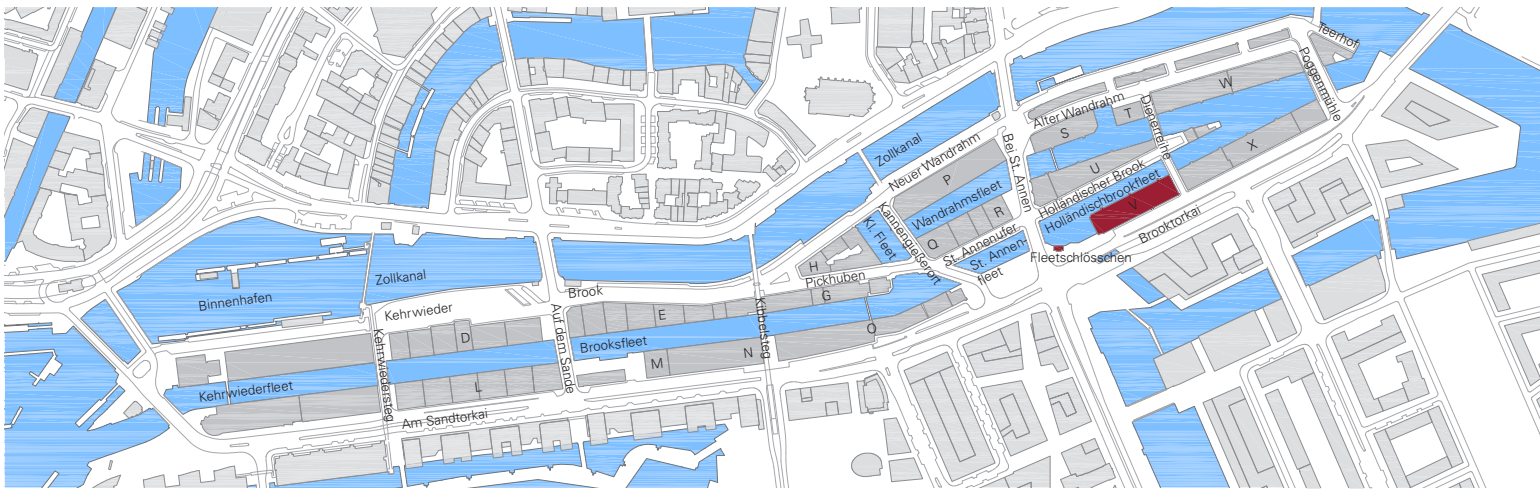 Teerhof
Poggenmühle
W
Alter Wandrahm
T
Dienerreihe
S
X
Zollkanal
Neuer Wandrahm
Bei St. Annen
U
Holländischer Brook
Holländischbrookfleet
V
P
Wandrahmsfleet
R
Kannengießerort
Kl. Fleet
Q
St. Annenufer
St. Annen-
fleet
Brooktorkai
Fleetschlösschen
H
Pickhuben
G
Zollkanal
Binnenhafen
Brook
Kehrwieder
E
Kibbelsteg
O
Auf dem Sande
D
Brooksfleet
N
M
Kehrwiedersteg
L
Kehrwiederfleet
Am Sandtorkai